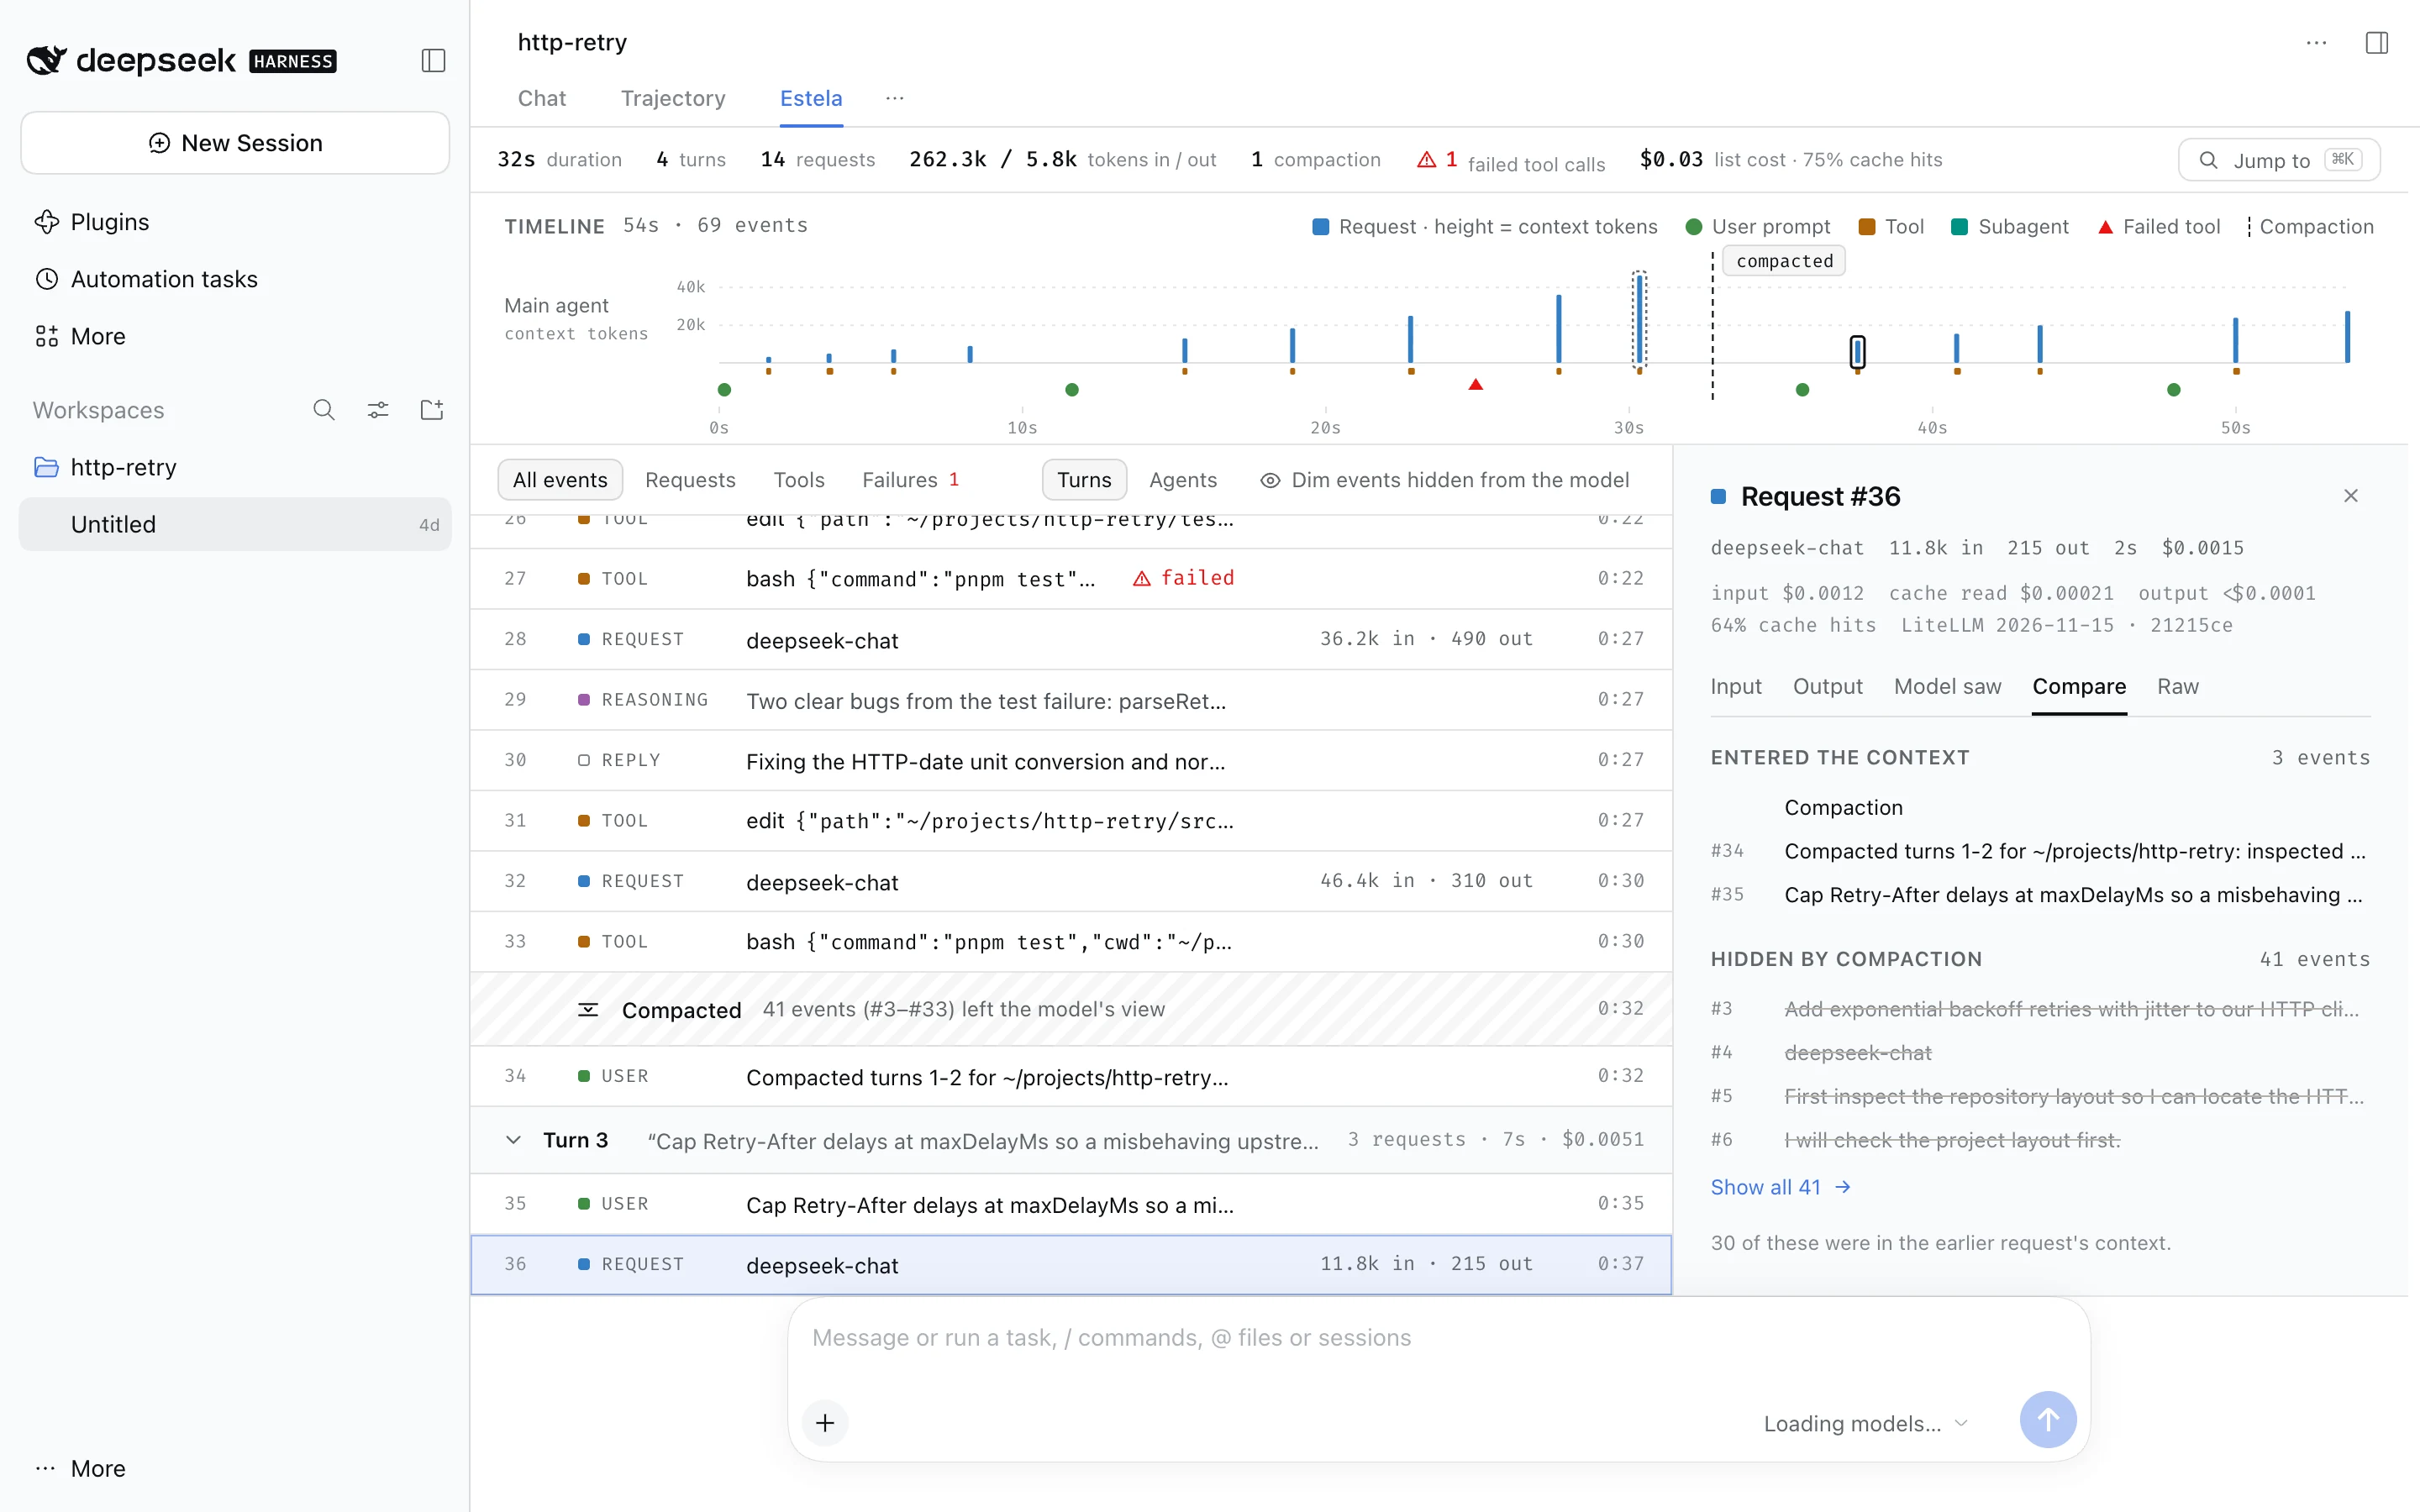 deepseek HARNESS
New Session
Plugins
Automation tasks
More
Workspaces
http-retry
Untitled 4d
More
http-retry
Chat Trajectory Estela
32s duration 4 turns 14 requests 262.3k / 5.8k tokens in / out 1 compaction 1 failed tool calls $0.03 list cost · 75% cache hits Jump to ⌘K
TIMELINE 54s · 69 events Request · height = context tokens User prompt Tool Subagent Failed tool Compaction
compacted
40k
Main agent
20k
context tokens
0s 10s 20s 30s 40s 50s
All events Requests Tools Failures 1 Turns Agents Dim events hidden from the model
26 TOOL edit {"path":"~/projects/http-retry/tes... 0:22
27 TOOL bash {"command":"pnpm test"... failed 0:22
28 REQUEST deepseek-chat 36.2k in · 490 out 0:27
29 REASONING Two clear bugs from the test failure: parseRet... 0:27
30 REPLY Fixing the HTTP-date unit conversion and nor... 0:27
31 TOOL edit {"path":"~/projects/http-retry/src... 0:27
32 REQUEST deepseek-chat 46.4k in · 310 out 0:30
33 TOOL bash {"command":"pnpm test","cwd":"~/p... 0:30
Compacted 41 events (#3–#33) left the model's view 0:32
34 USER Compacted turns 1-2 for ~/projects/http-retry... 0:32
Turn 3 “Cap Retry-After delays at maxDelayMs so a misbehaving upstre... 3 requests · 7s · $0.0051
35 USER Cap Retry-After delays at maxDelayMs so a mi... 0:35
36 REQUEST deepseek-chat 11.8k in · 215 out 0:37
Request #36
deepseek-chat 11.8k in 215 out 2s $0.0015
input $0.0012 cache read $0.00021 output <$0.0001
64% cache hits LiteLLM 2026-11-15 · 21215ce
Input Output Model saw Compare Raw
ENTERED THE CONTEXT 3 events
Compaction
#34 Compacted turns 1-2 for ~/projects/http-retry: inspected ...
#35 Cap Retry-After delays at maxDelayMs so a misbehaving ...
HIDDEN BY COMPACTION 41 events
#3 Add exponential backoff retries with jitter to our HTTP cli...
#4 deepseek-chat
#5 First inspect the repository layout so I can locate the HTT...
#6 I will check the project layout first.
Show all 41 →
30 of these were in the earlier request's context.
Message or run a task, / commands, @ files or sessions
Loading models...